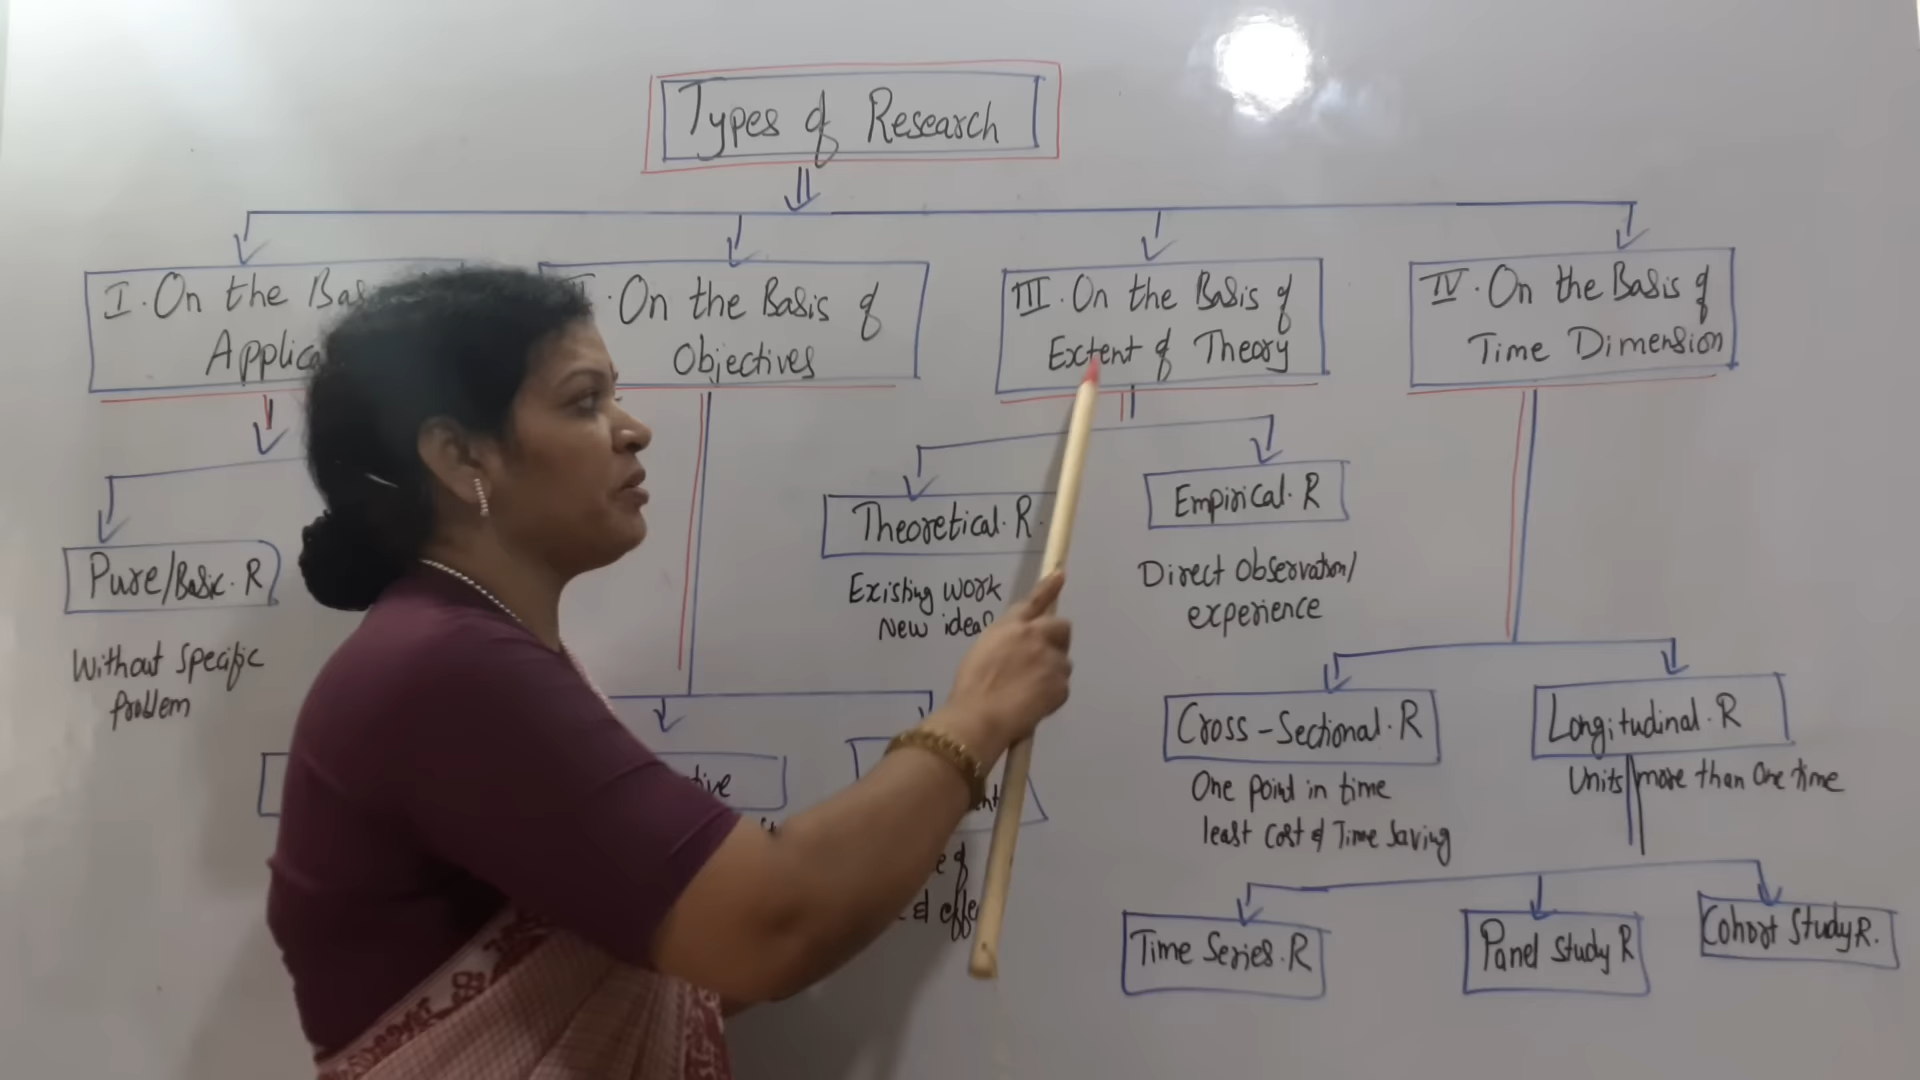 Types of Research
I. On the
II. On the Basis of
Objectives
III. On the Basis of
Extent of Theory
IV. On the Basis of
Time Dimension
Pure/Basic. R
Without Specific
Problem
Theoretical. R.
Existing work
New ideas
Empirical. R
Direct Observation/
experience
Cross-Sectional. R
One point in time
least Cost & Time Saving
Longitudinal. R
Units more than One time
Time Series. R
Panel Study R
Cohort Study R.